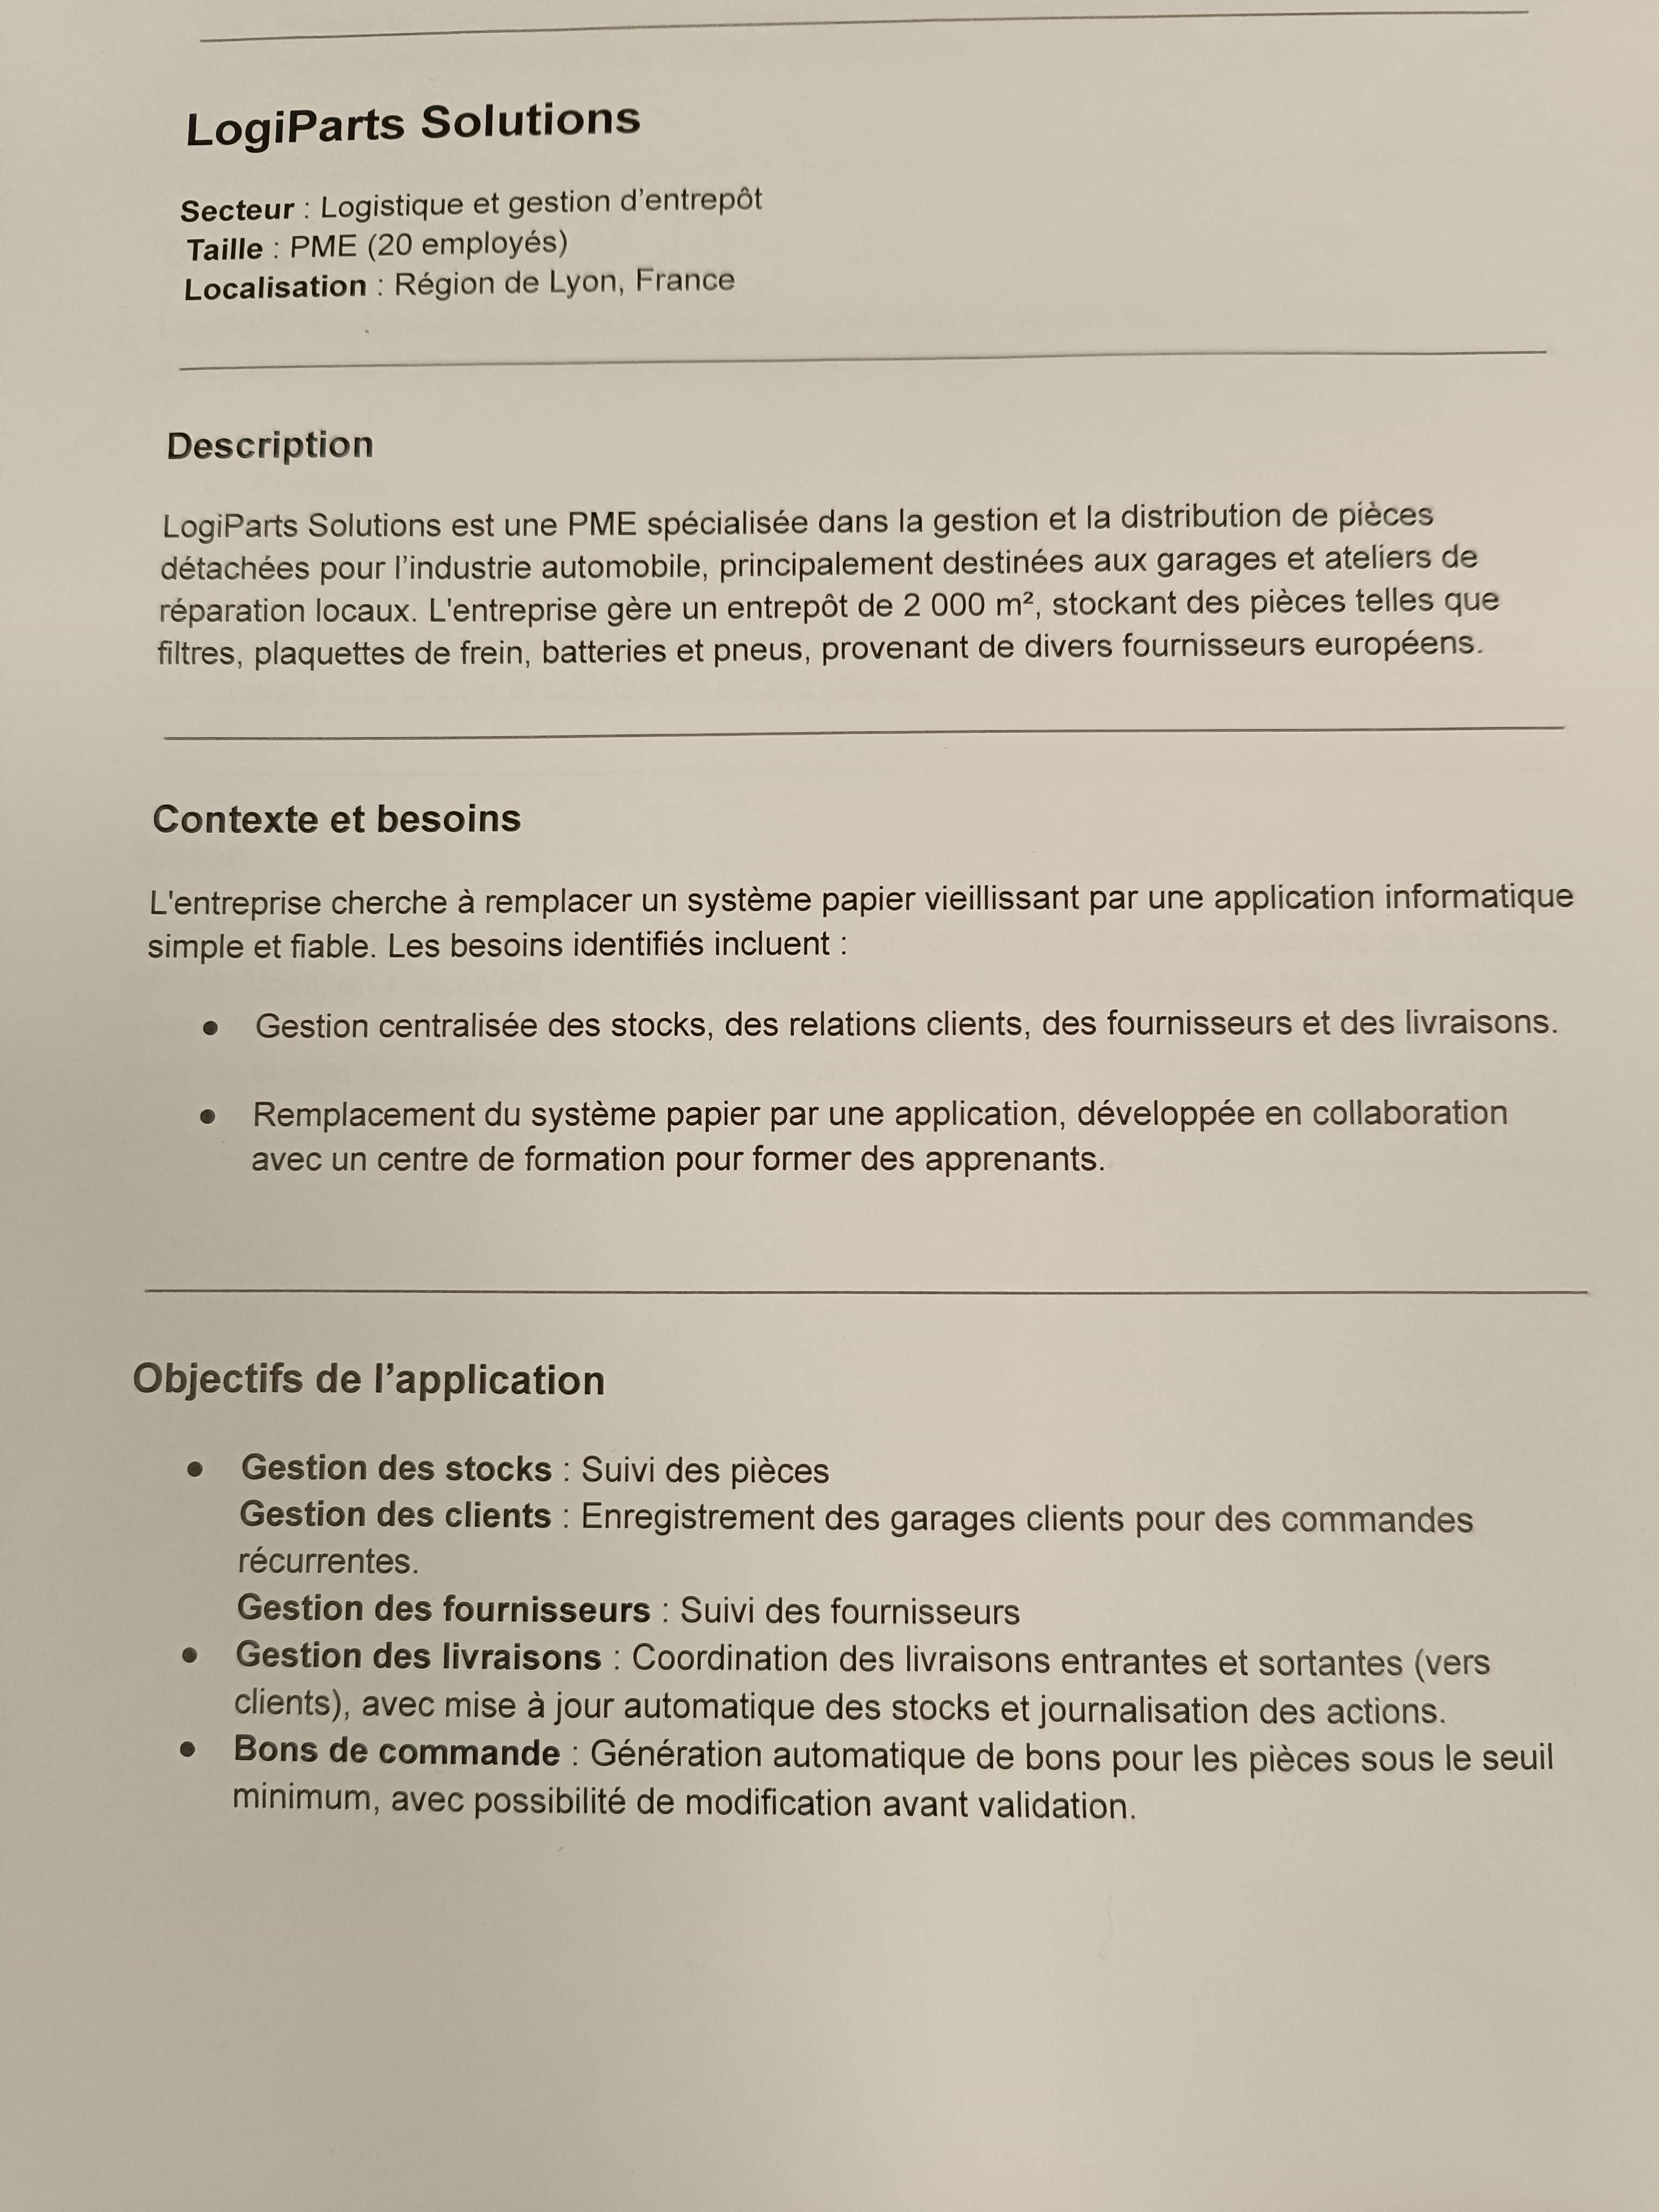 LogiParts Solutions
Secteur : Logistique et gestion d’entrepôt
Taille : PME (20 employés)
Localisation : Région de Lyon, France
Description
LogiParts Solutions est une PME spécialisée dans la gestion et la distribution de pièces
détachées pour l’industrie automobile, principalement destinées aux garages et ateliers de
réparation locaux. L'entreprise gère un entrepôt de 2 000 m², stockant des pièces telles que
filtres, plaquettes de frein, batteries et pneus, provenant de divers fournisseurs européens.
Contexte et besoins
L'entreprise cherche à remplacer un système papier vieillissant par une application informatique
simple et fiable. Les besoins identifiés incluent :
● Gestion centralisée des stocks, des relations clients, des fournisseurs et des livraisons.
● Remplacement du système papier par une application, développée en collaboration
avec un centre de formation pour former des apprenants.
Objectifs de l’application
● Gestion des stocks : Suivi des pièces
Gestion des clients : Enregistrement des garages clients pour des commandes
récurrentes.
Gestion des fournisseurs : Suivi des fournisseurs
● Gestion des livraisons : Coordination des livraisons entrantes et sortantes (vers
clients), avec mise à jour automatique des stocks et journalisation des actions.
● Bons de commande : Génération automatique de bons pour les pièces sous le seuil
minimum, avec possibilité de modification avant validation.